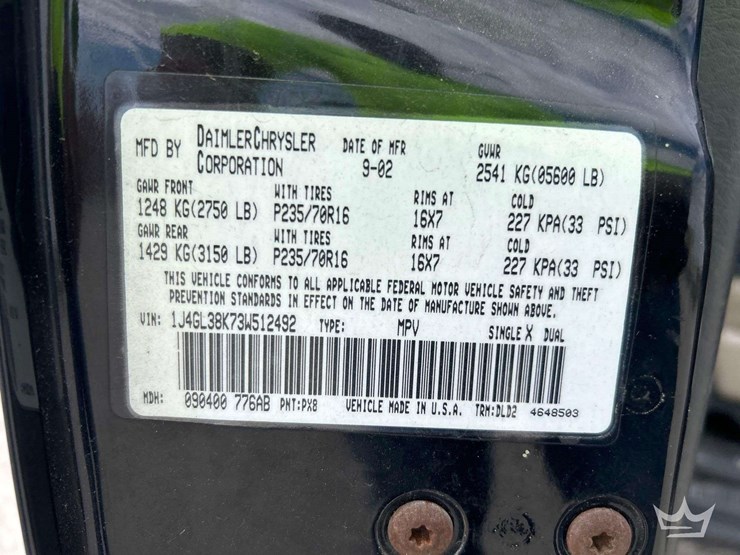 MFD BY DAIMLERCHRYSLER CORPORATION DATE OF MFR 9-02 GVWR 2541 KG(05600 LB)
GAWR FRONT WITH TIRES RIMS AT COLD
1248 KG(2750 LB) P235/70R16 16X7 227 KPA(33 PSI)
GAWR REAR WITH TIRES RIMS AT COLD
1429 KG(3150 LB) P235/70R16 16X7 227 KPA(33 PSI)
THIS VEHICLE CONFORMS TO ALL APPLICABLE FEDERAL MOTOR VEHICLE SAFETY AND THEFT
PREVENTION STANDARDS IN EFFECT ON THE DATE OF MANUFACTURE SHOWN ABOVE.
VIN: 1J4GL38K73W512492 TYPE: MPV SINGLE X DUAL
MDH: 090400 776AB PNT:PX8 VEHICLE MADE IN U.S.A. TRM:DLD2 4648503